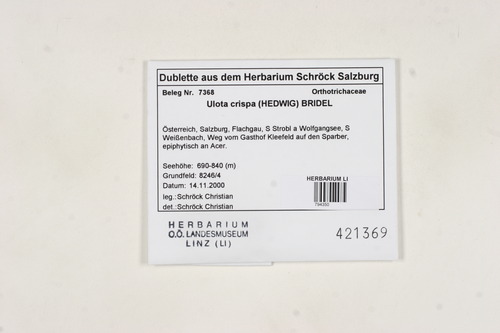 Dublette aus dem Herbarium Schröck Salzburg
Beleg Nr. 7368 Orthotrichaceae
Ulota crispa (HEDWIG) BRIDEL
Österreich, Salzburg, Flachgau, S Strobl a Wolfgangsee, S
Weißenbach, Weg vom Gasthof Kleefeld auf den Sparber,
epiphytisch an Acer.
Seehöhe: 690-840 (m)
Grundfeld: 8246/4
Datum: 14.11.2000
leg.:Schröck Christian
det.:Schröck Christian
HERBARIUM LI
HERBARIUM
O.Ö. LANDESMUSEUM
LINZ (LI)
421369